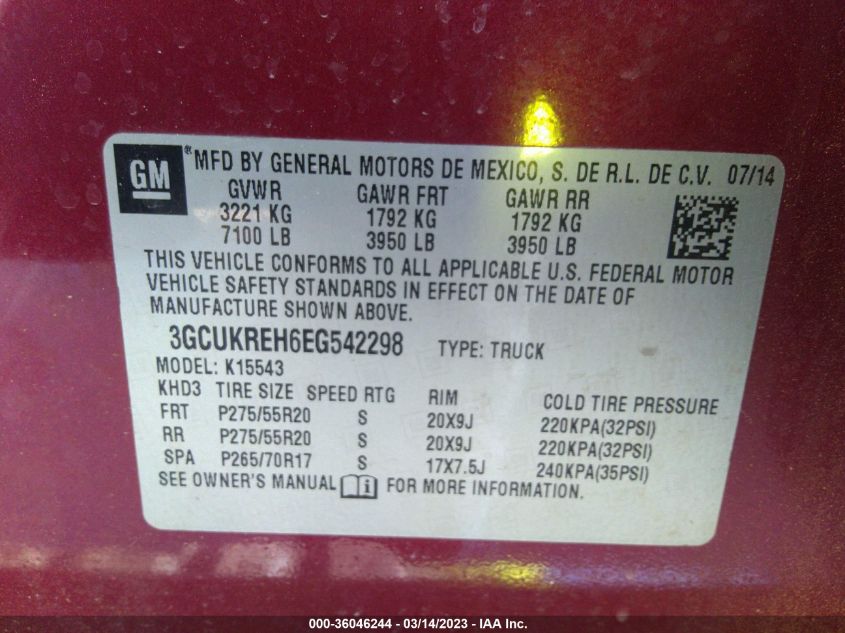 GM ® MFD BY GENERAL MOTORS DE MEXICO, S. DE R.L. DE C.V. 07/14
GVWR GAWR FRT GAWR RR
3221 KG 1792 KG 1792 KG
7100 LB 3950 LB 3950 LB
THIS VEHICLE CONFORMS TO ALL APPLICABLE U.S. FEDERAL MOTOR
VEHICLE SAFETY STANDARDS IN EFFECT ON THE DATE OF
MANUFACTURE SHOWN ABOVE.
3GCUKREH6EG542298 TYPE: TRUCK
MODEL: K15543
KHD3 TIRE SIZE SPEED RTG RIM COLD TIRE PRESSURE
FRT P275/55R20 S 20X9J 220KPA(32PSI)
RR P275/55R20 S 20X9J 220KPA(32PSI)
SPA P265/70R17 S 17X7.5J 240KPA(35PSI)
SEE OWNER'S MANUAL i FOR MORE INFORMATION.
000-36046244 - 03/14/2023 - IAA Inc.